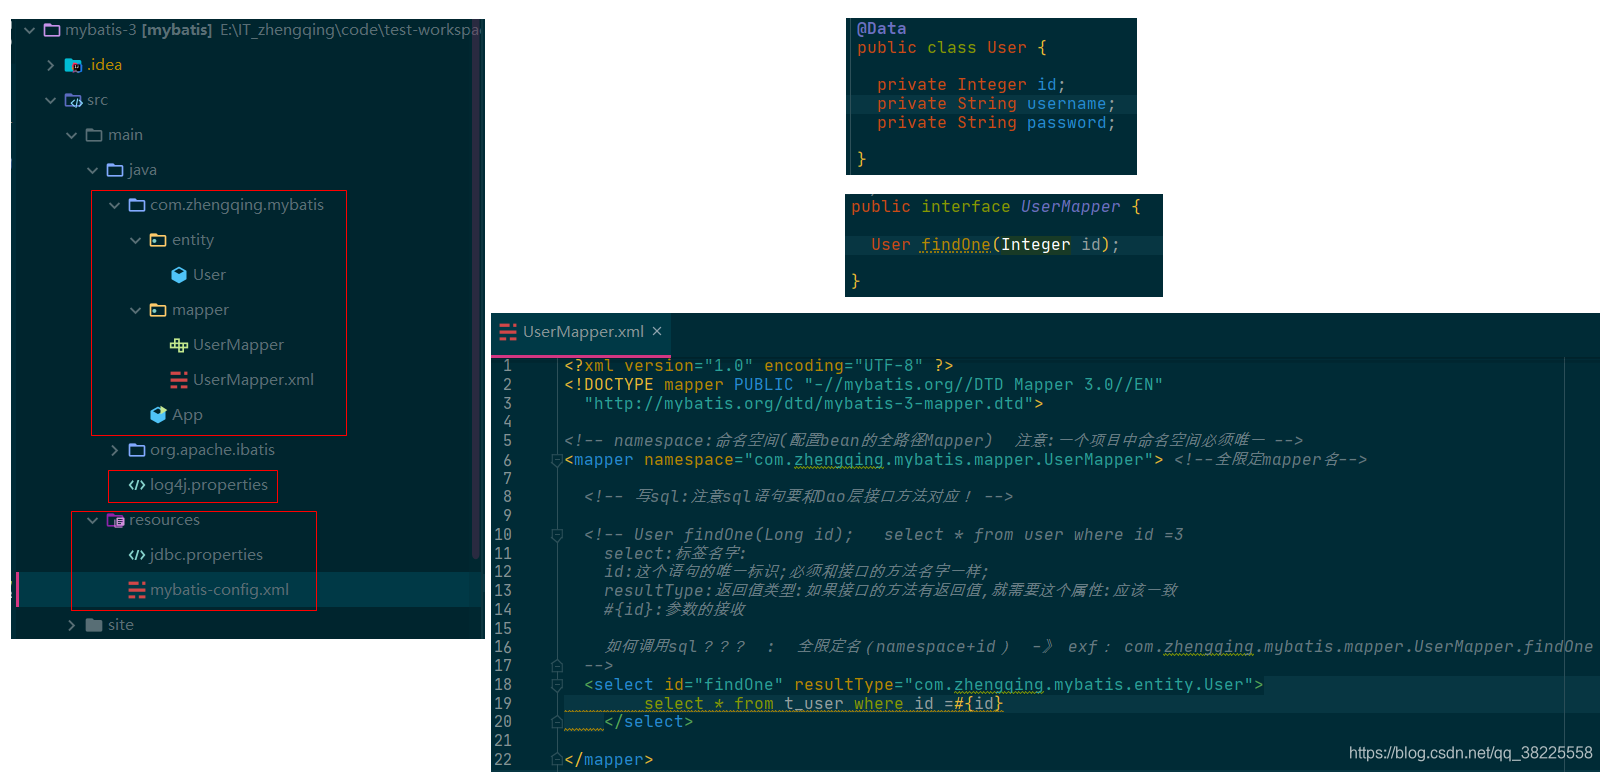 mybatis-3 [mybatis] E:\IT_zhengqing\code\test-workspa
.idea
src
main
java
com.zhengqing.mybatis
entity
User
mapper
UserMapper
UserMapper.xml
App
org.apache.ibatis
log4j.properties
resources
jdbc.properties
mybatis-config.xml
site
@Data
public class User {
private Integer id;
private String username;
private String password;
}
public interface UserMapper {
User findOne(Integer id);
}
UserMapper.xml ×
1 <?xml version="1.0" encoding="UTF-8" ?>
2 <!DOCTYPE mapper PUBLIC "-//mybatis.org//DTD Mapper 3.0//EN"
3 "http://mybatis.org/dtd/mybatis-3-mapper.dtd">
4
5 <!-- namespace:命名空间(配置bean的全路径Mapper) 注意:一个项目中命名空间必须唯一 -->
6 <mapper namespace="com.zhengqing.mybatis.mapper.UserMapper"> <!--全限定mapper名-->
7
8 <!-- 写sql:注意sql语句要和Dao层接口方法对应! -->
9
10 <!-- User findOne(Long id); select * from user where id =3
11 select:标签名字:
12 id:这个语句的唯一标识;必须和接口的方法名字一样;
13 resultType:返回值类型:如果接口的方法有返回值,就需要这个属性:应该一致
14 #{id}:参数的接收
15
16 如何调用sql??? : 全限定名(namespace+id) -》 exf: com.zhengqing.mybatis.mapper.UserMapper.findOne
17 -->
18 <select id="findOne" resultType="com.zhengqing.mybatis.entity.User">
19 select * from t_user where id =#{id}
20 </select>
21
22 </mapper>
https://blog.csdn.net/qq_38225558